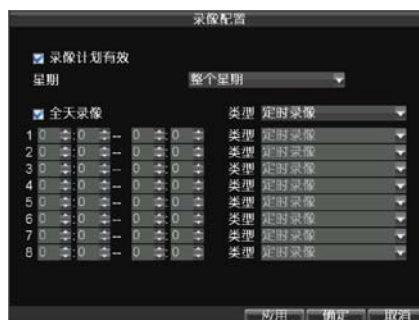 录像配置
录像计划有效
星期 整个星期
全天录像 类型 定时录像
1 0 : 0 -- 0 : 0 类型 定时录像
2 0 : 0 -- 0 : 0 类型 定时录像
3 0 : 0 -- 0 : 0 类型 定时录像
4 0 : 0 -- 0 : 0 类型 定时录像
5 0 : 0 -- 0 : 0 类型 定时录像
6 0 : 0 -- 0 : 0 类型 定时录像
7 0 : 0 -- 0 : 0 类型 定时录像
8 0 : 0 -- 0 : 0 类型 定时录像
应用 确定 取消